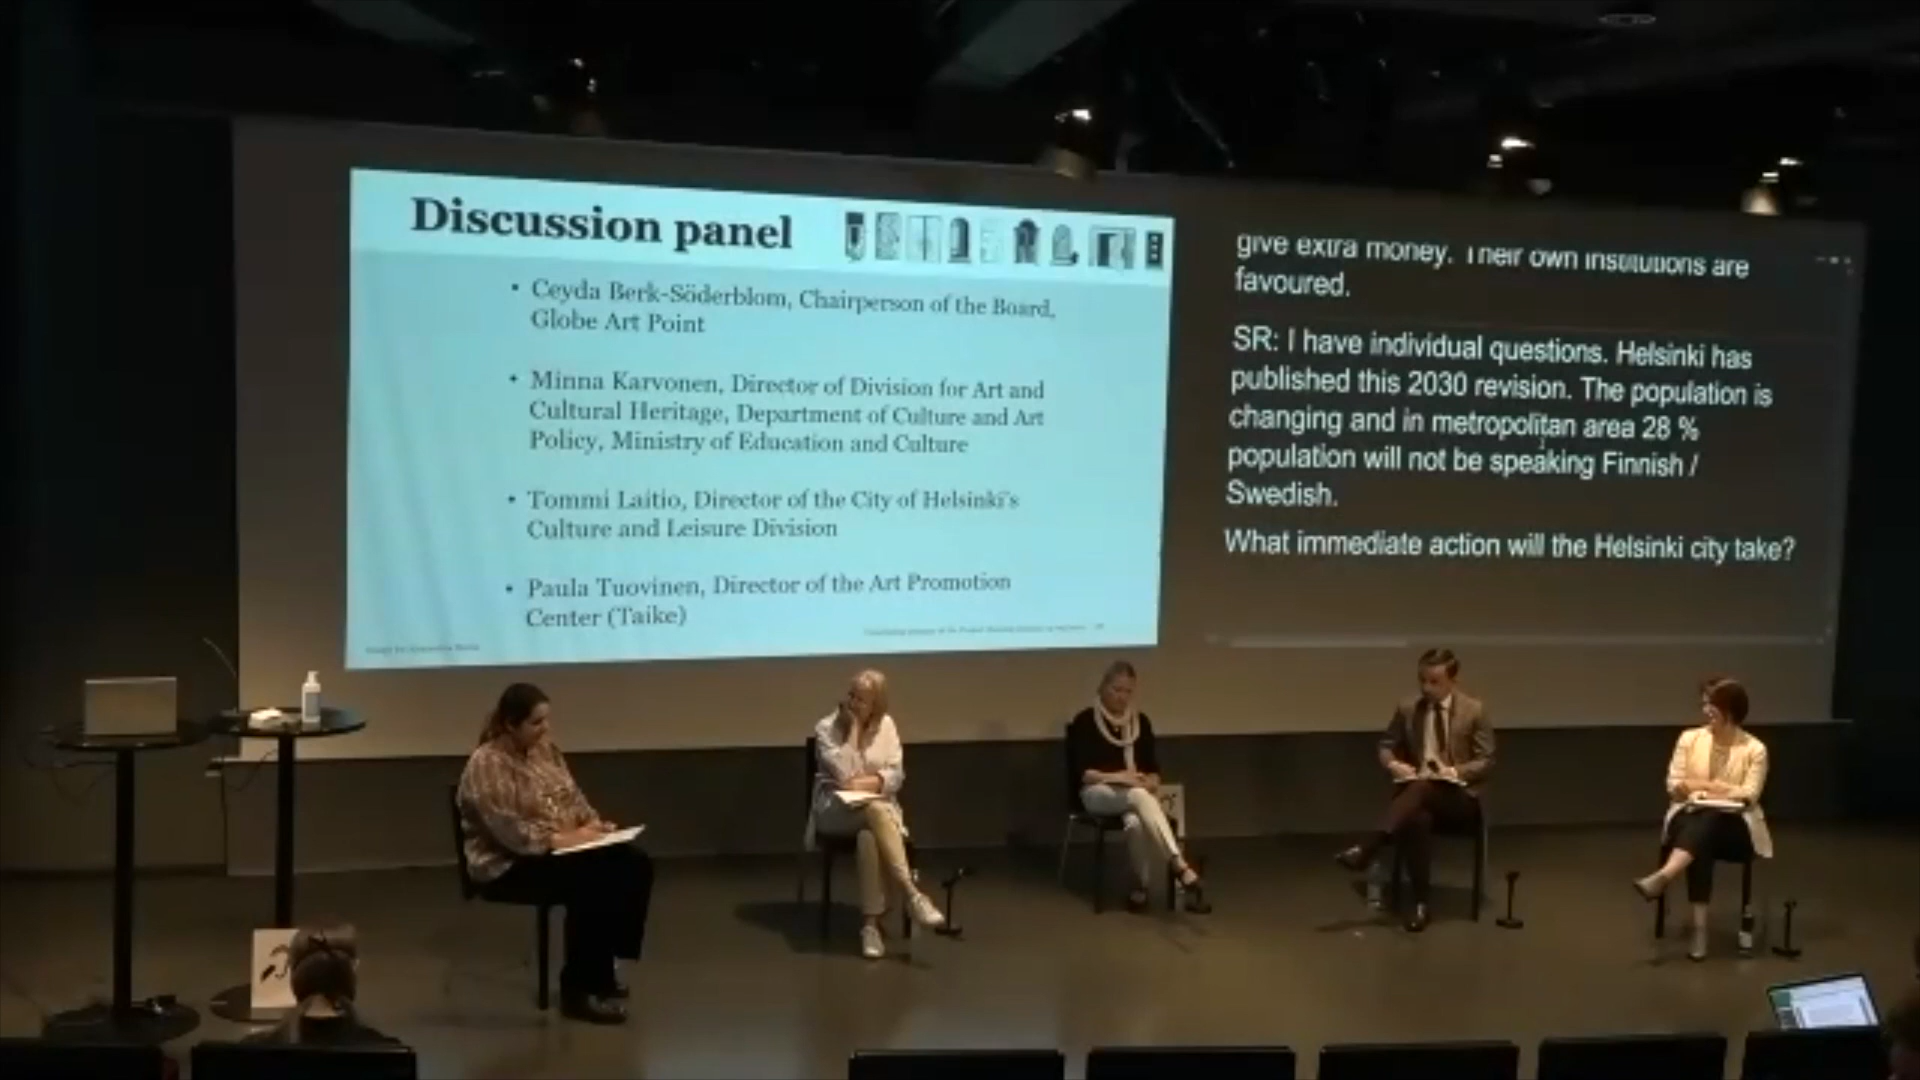 Discussion panel
• Ceyda Berk-Söderblom, Chairperson of the Board,
Globe Art Point
• Minna Karvonen, Director of Division for Art and
Cultural Heritage, Department of Culture and Art
Policy, Ministry of Education and Culture
• Tommi Laitio, Director of the City of Helsinki's
Culture and Leisure Division
• Paula Tuovinen, Director of the Art Promotion
Center (Taike)
give extra money. Their own institutions are
favoured.
SR: I have individual questions. Helsinki has
published this 2030 revision. The population is
changing and in metropolitan area 28 %
population will not be speaking Finnish /
Swedish.
What immediate action will the Helsinki city take?